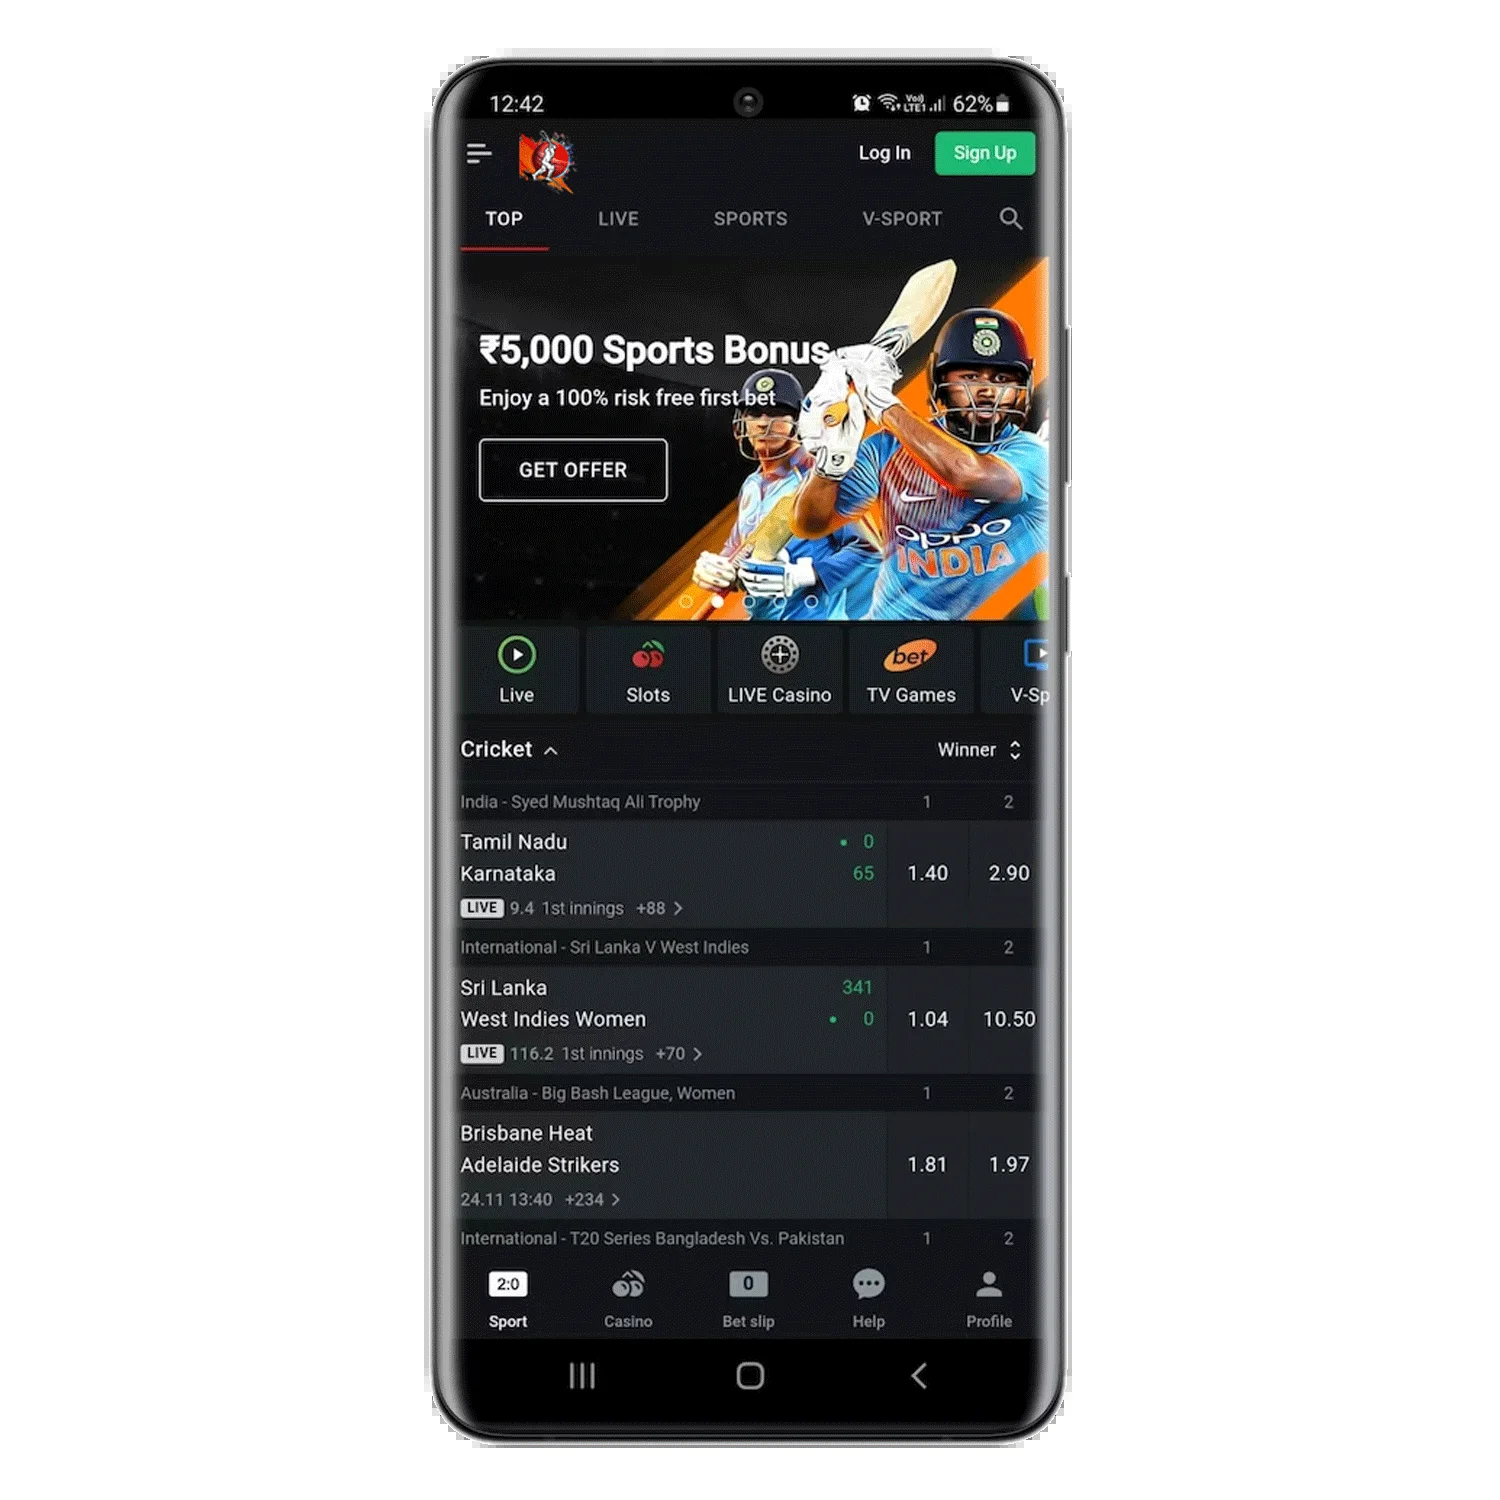 12:42
Vo)) LTE1 62%
Log In
Sign Up
TOP LIVE SPORTS V-SPORT
₹5,000 Sports Bonus
Enjoy a 100% risk free first bet
GET OFFER
oppo
INDIA
bet
Live Slots LIVE Casino TV Games V-Sp
Cricket Winner
India - Syed Mushtaq Ali Trophy 1 2
Tamil Nadu 0
Karnataka 65 1.40 2.90
LIVE 9.4 1st innings +88 >
International - Sri Lanka V West Indies 1 2
Sri Lanka 341
West Indies Women 0 1.04 10.50
LIVE 116.2 1st innings +70 >
Australia - Big Bash League, Women 1 2
Brisbane Heat
Adelaide Strikers 1.81 1.97
24.11 13:40 +234 >
International - T20 Series Bangladesh Vs. Pakistan 1 2
2:0 0
Sport Casino Bet slip Help Profile